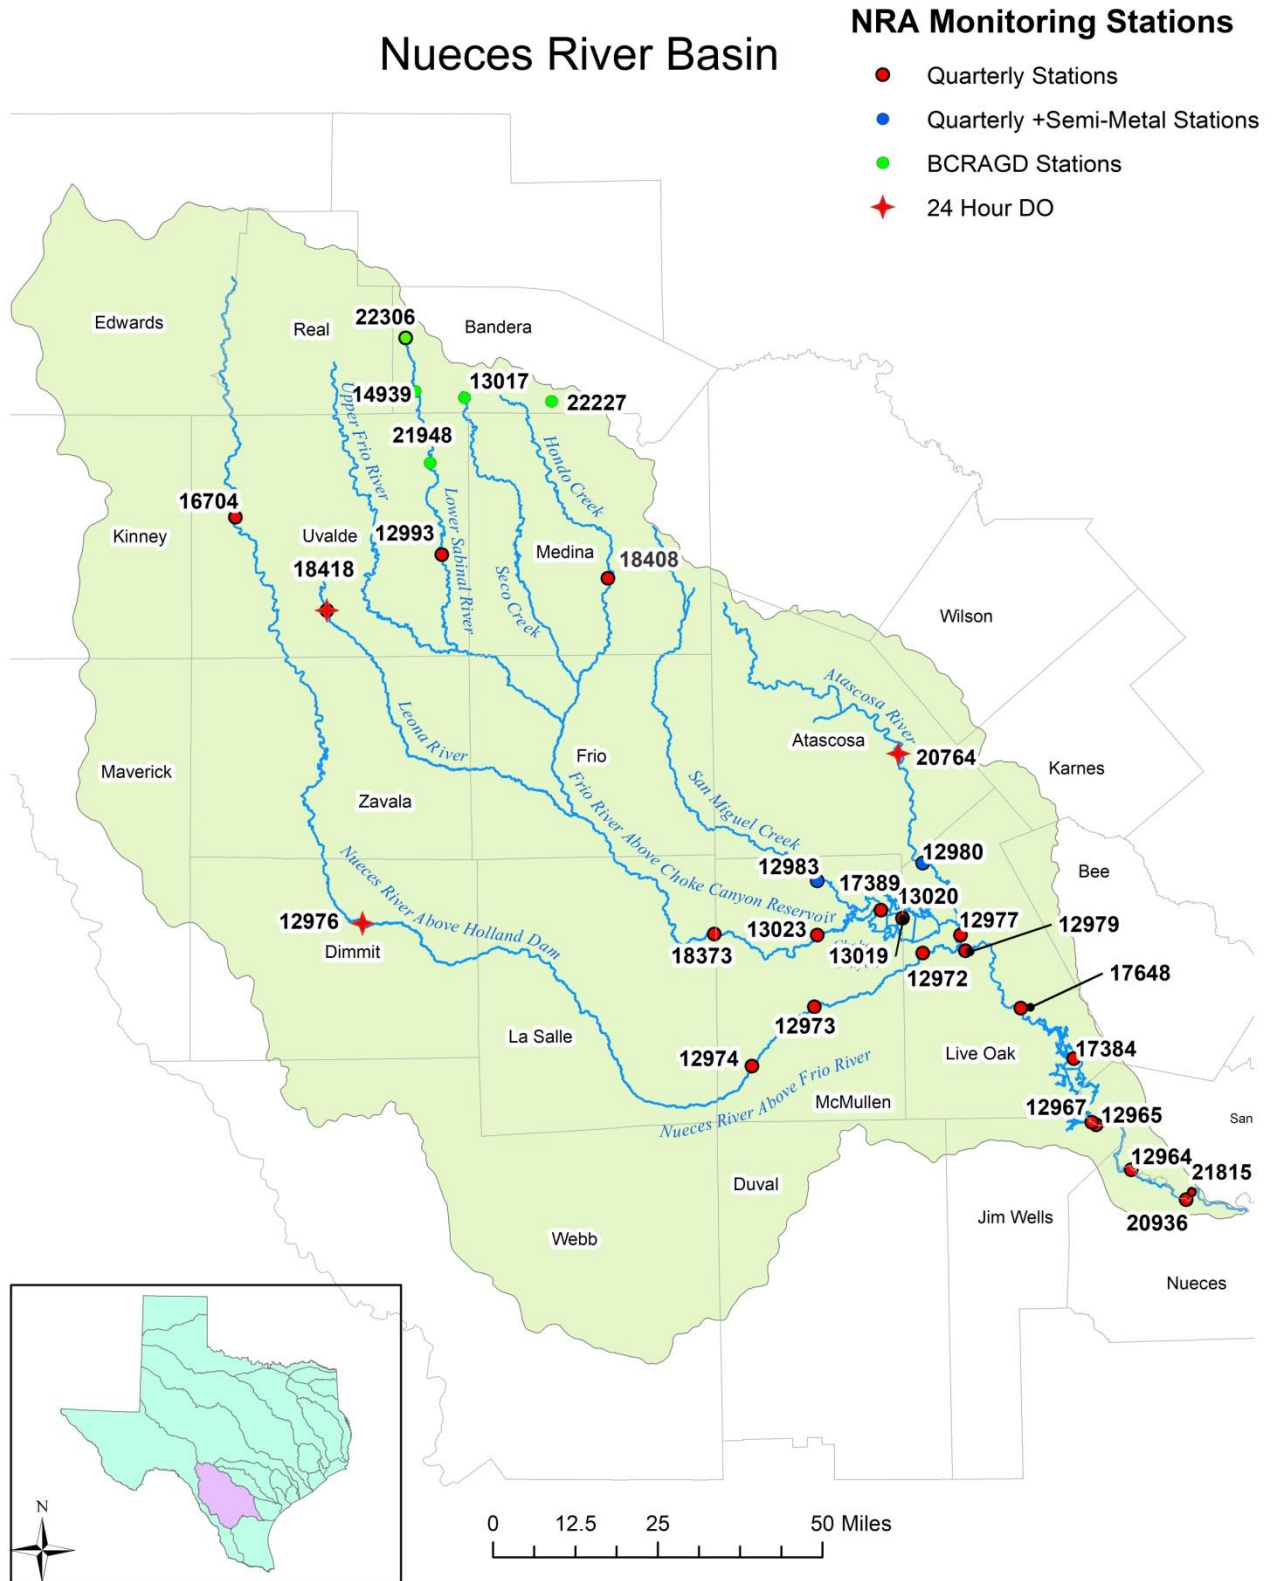 Nueces River Basin
NRA Monitoring Stations
Quarterly Stations
Quarterly +Semi-Metal Stations
BCRAGD Stations
24 Hour DO
Edwards
Real
22306
Bandera
14939
13017
22227
Upper Frio River
21948
Hondo Creek
16704
Kinney
Uvalde
12993
Lower Sabinal River
Medina
18408
18418
Seco Creek
Wilson
Atascosa River
Leona River
Atascosa
20764
Frio
Karnes
Maverick
Zavala
Frio River Above Choke Canyon Reservoir
San Miguel Creek
Nueces River Above Holland Dam
12983
12980
Bee
17389
13020
12976
12977
12979
Dimmit
18373
13023
13019
12972
17648
12973
La Salle
12974
Live Oak
17384
Nueces River Above Frio River
McMullen
12967
12965
San
12964
21815
Duval
20936
Jim Wells
Webb
Nueces
N
0
12.5
25
50 Miles